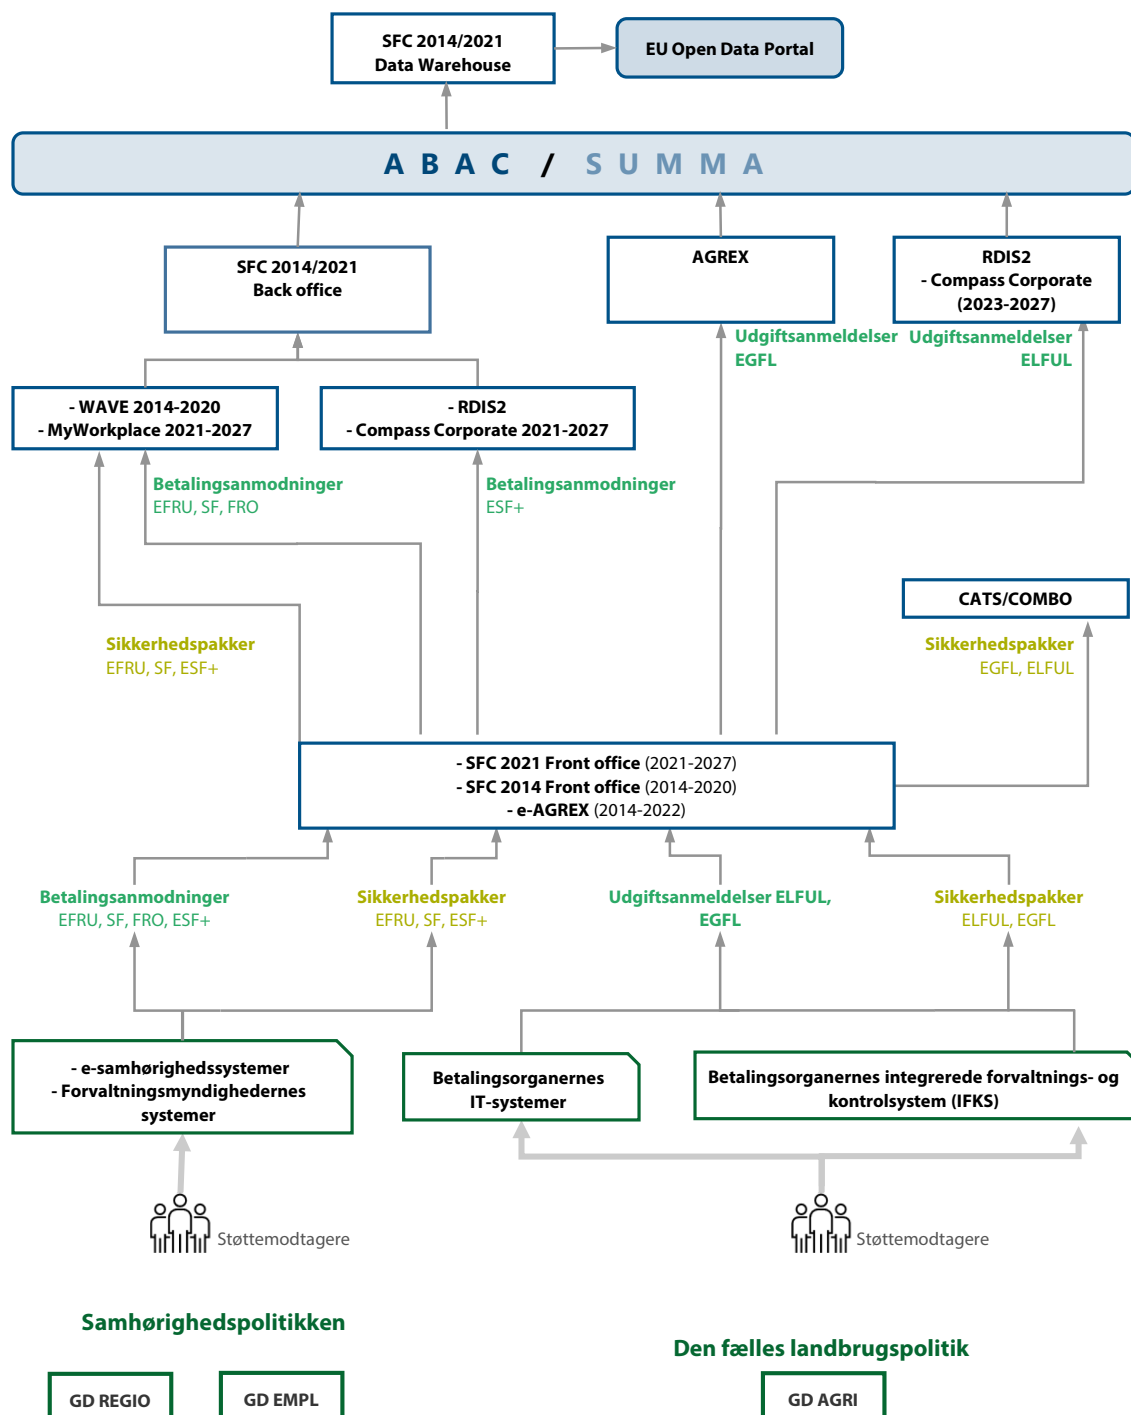 SFC 2014/2021
Data Warehouse
EU Open Data Portal
ABAC / SUMMA
SFC 2014/2021
Back office
AGREX
RDIS2
- Compass Corporate
(2023-2027)
Udgiftsanmeldelser
EGFL
Udgiftsanmeldelser
ELFUL
- WAVE 2014-2020
- MyWorkplace 2021-2027
- RDIS2
- Compass Corporate 2021-2027
Betalingsanmodninger
EFRU, SF, FRO
Betalingsanmodninger
ESF+
CATS/COMBO
Sikkerhedspakker
EFRU, SF, ESF+
Sikkerhedspakker
EGFL, ELFUL
- SFC 2021 Front office (2021-2027)
- SFC 2014 Front office (2014-2020)
- e-AGREX (2014-2022)
Betalingsanmodninger
EFRU, SF, FRO, ESF+
Sikkerhedspakker
EFRU, SF, ESF+
Udgiftsanmeldelser ELFUL,
EGFL
Sikkerhedspakker
ELFUL, EGFL
- e-samhørighedssystemer
- Forvaltningsmyndighedernes
systemer
Betalingsorganernes
IT-systemer
Betalingsorganernes integrerede forvaltnings- og
kontrolsystem (IFKS)
Støttemodtagere
Støttemodtagere
Samhørighedspolitikken
Den fælles landbrugspolitik
GD REGIO
GD EMPL
GD AGRI